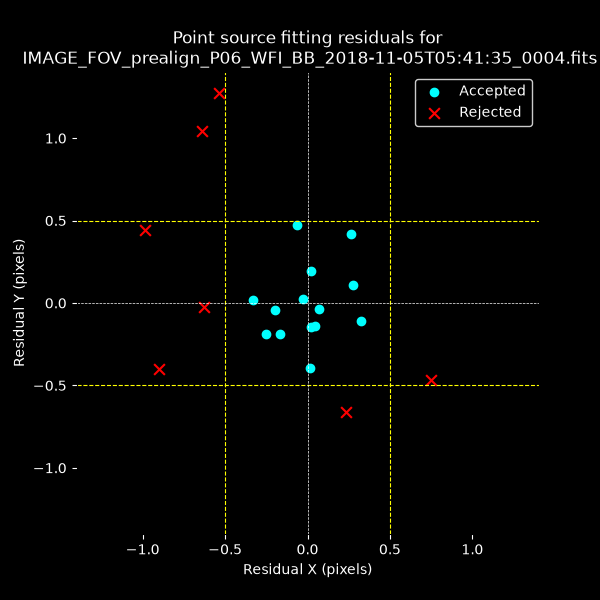 Point source fitting residuals for
IMAGE_FOV_prealign_P06_WFI_BB_2018-11-05T05:41:35_0004.fits
Accepted
Rejected
1.0
0.5
0.0
−0.5
−1.0
Residual Y (pixels)
−1.0 −0.5 0.0 0.5 1.0
Residual X (pixels)